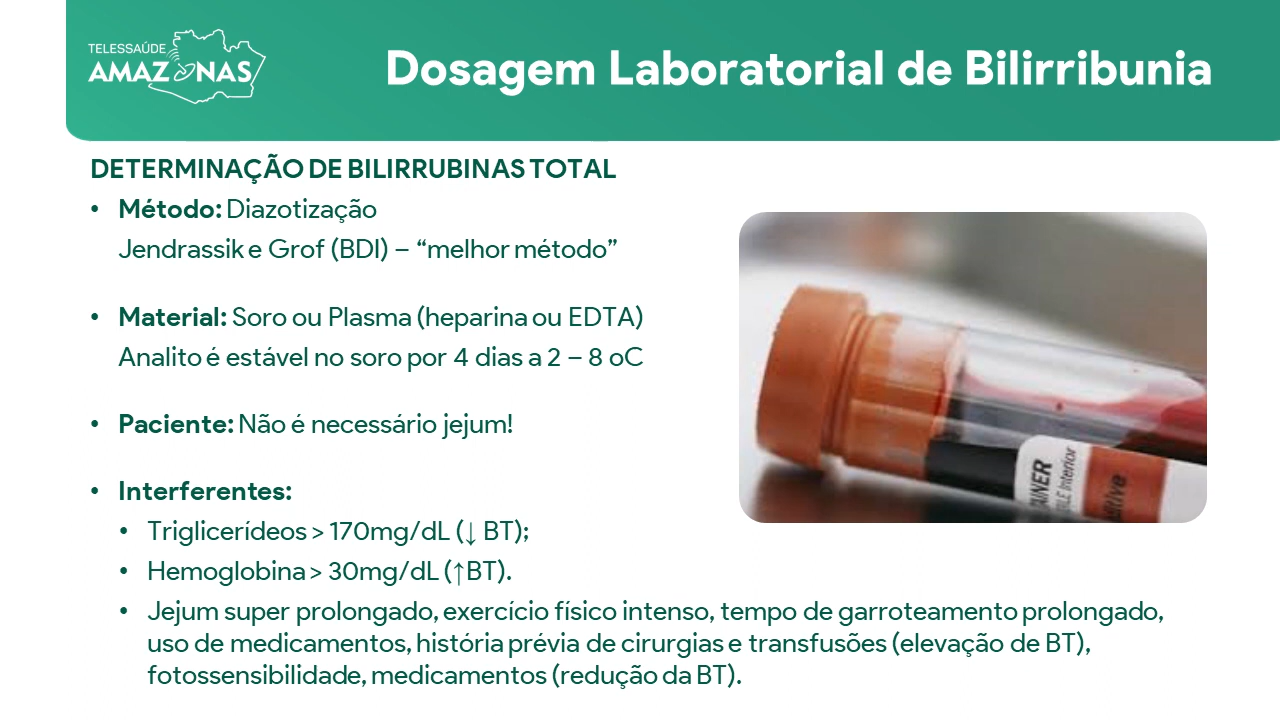 TELESSAÚDE
AMAZONAS
Dosagem Laboratorial de Bilirribunia
DETERMINAÇÃO DE BILIRRUBINAS TOTAL
• Método: Diazotização
Jendrassik e Grof (BDI) – “melhor método”
• Material: Soro ou Plasma (heparina ou EDTA)
Analito é estável no soro por 4 dias a 2 – 8 oC
• Paciente: Não é necessário jejum!
• Interferentes:
• Triglicerídeos > 170mg/dL (↓ BT);
• Hemoglobina > 30mg/dL (↑BT).
• Jejum super prolongado, exercício físico intenso, tempo de garroteamento prolongado,
uso de medicamentos, história prévia de cirurgias e transfusões (elevação de BT),
fotossensibilidade, medicamentos (redução da BT).
AINER
ILE Interior